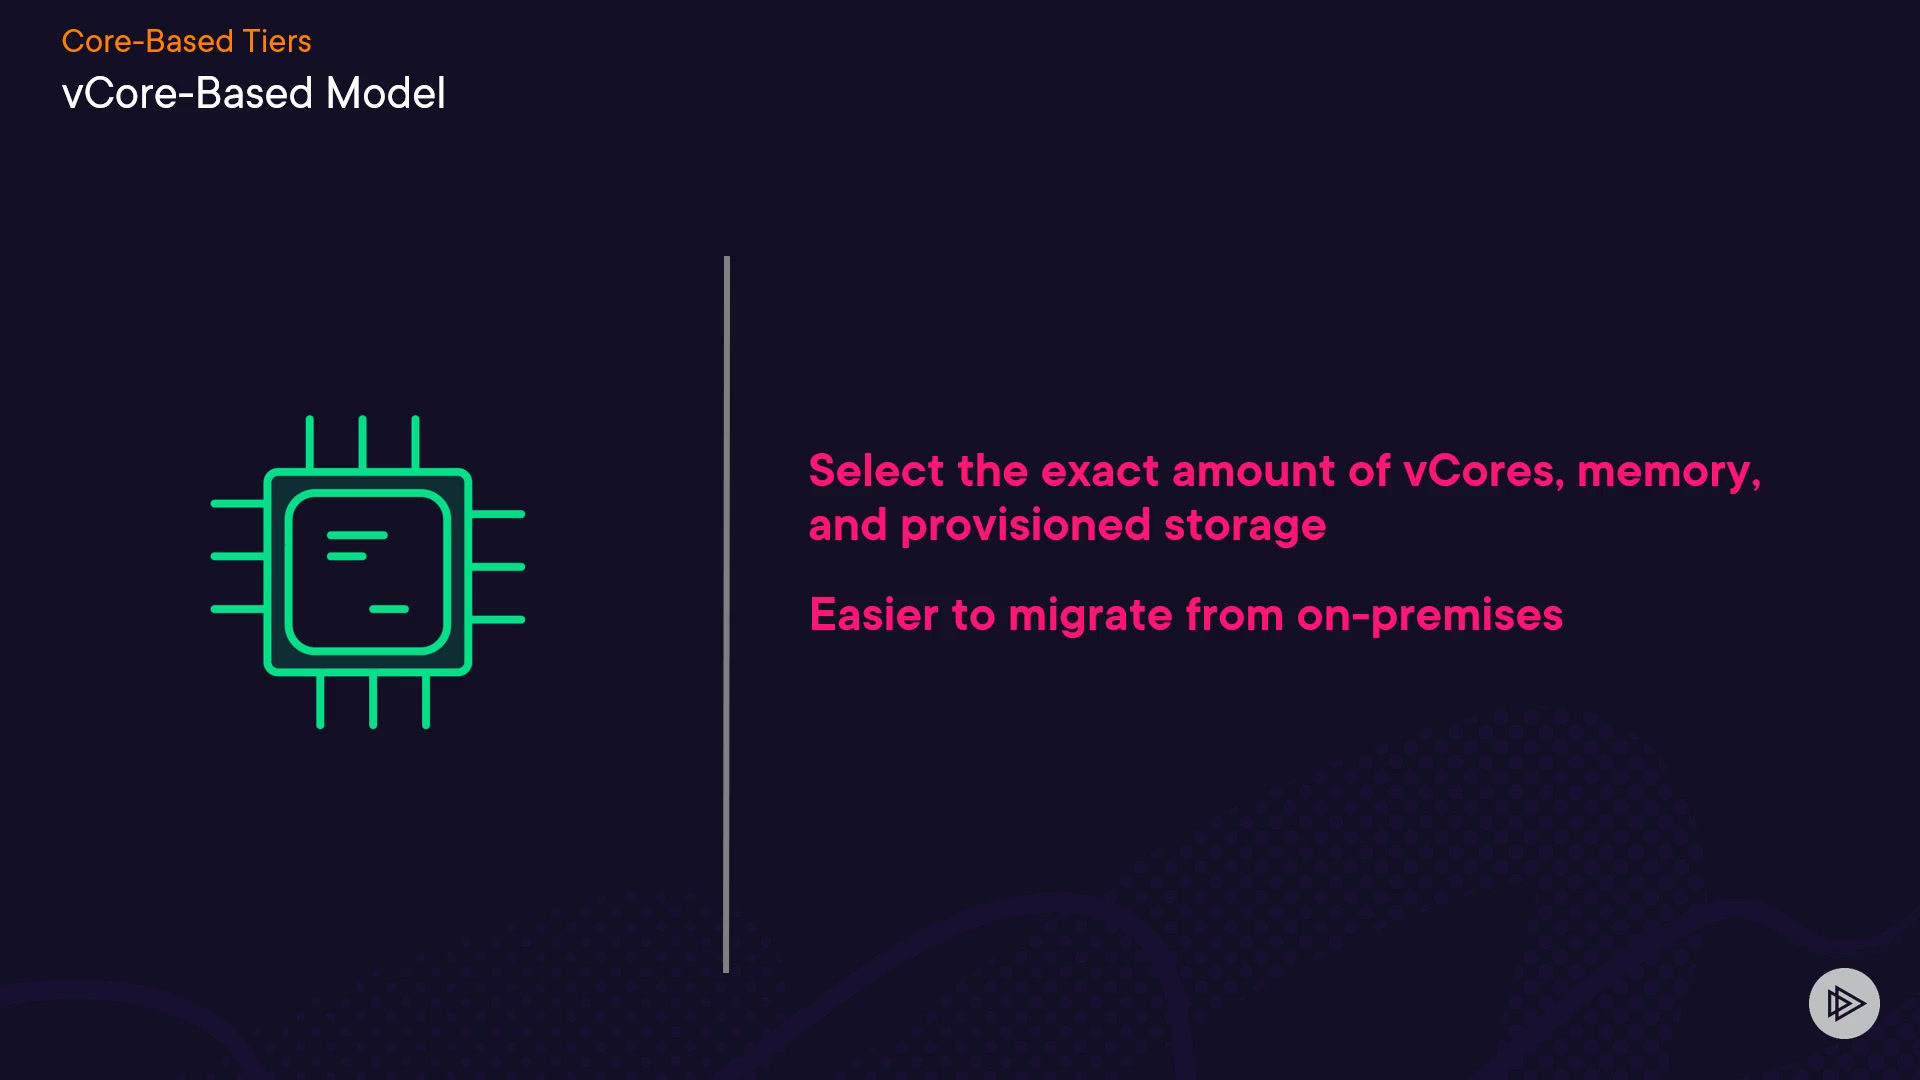 Core-Based Tiers
vCore-Based Model
Select the exact amount of vCores, memory,
and provisioned storage
Easier to migrate from on-premises